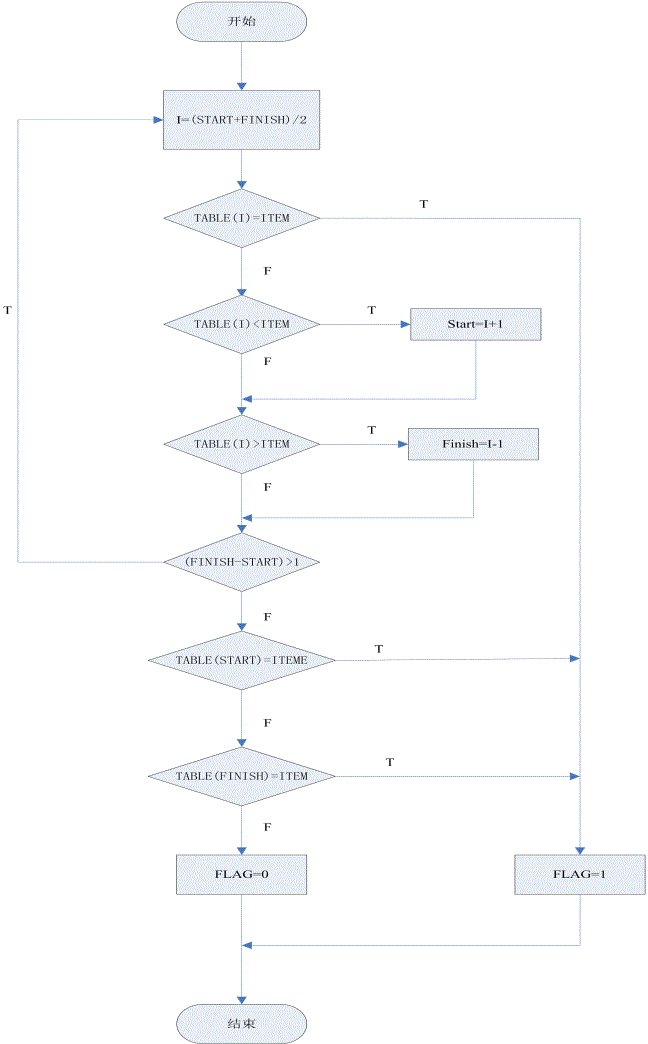 开始
I=(START+FINISH)/2
TABLE(I)=ITEM
T
F
T
TABLE(I)<ITEM
T
Start=I+1
F
TABLE(I)>ITEM
T
Finish=I-1
F
(FINISH-START)>1
F
TABLE(START)=ITEME
T
F
TABLE(FINISH)=ITEM
T
F
FLAG=0
FLAG=1
结束